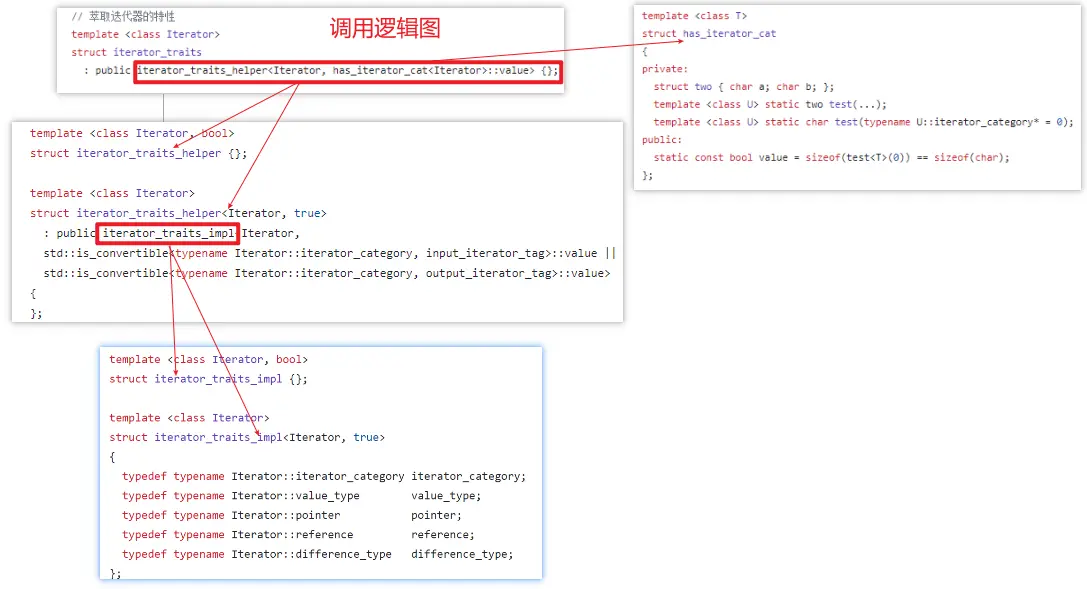 // 萃取迭代器的特性
template <class Iterator>
struct iterator_traits
: public iterator_traits_helper<Iterator, has_iterator_cat<Iterator>::value> {};
调用逻辑图
template <class T>
struct has_iterator_cat
{
private:
struct two { char a; char b; };
template <class U> static two test(...);
template <class U> static char test(typename U::iterator_category* = 0);
public:
static const bool value = sizeof(test<T>(0)) == sizeof(char);
};
template <class Iterator, bool>
struct iterator_traits_helper {};
template <class Iterator>
struct iterator_traits_helper<Iterator, true>
: public iterator_traits_impl<Iterator,
std::is_convertible<typename Iterator::iterator_category, input_iterator_tag>::value ||
std::is_convertible<typename Iterator::iterator_category, output_iterator_tag>::value>
{
};
template <class Iterator, bool>
struct iterator_traits_impl {};
template <class Iterator>
struct iterator_traits_impl<Iterator, true>
{
typedef typename Iterator::iterator_category iterator_category;
typedef typename Iterator::value_type value_type;
typedef typename Iterator::pointer pointer;
typedef typename Iterator::reference reference;
typedef typename Iterator::difference_type difference_type;
};